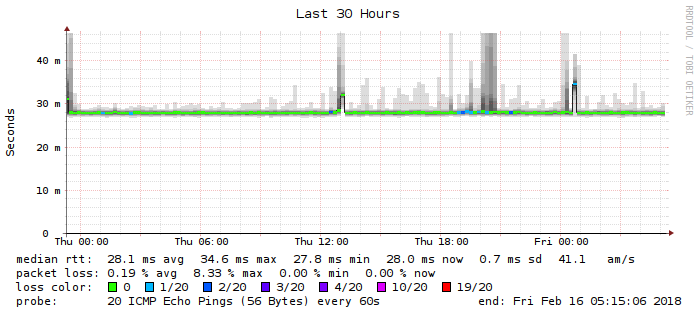 Last 30 Hours
RRDTOOL / TOBI OETIKER
Seconds
40 m
30 m
20 m
10 m
0
Thu 00:00 Thu 06:00 Thu 12:00 Thu 18:00 Fri 00:00
median rtt: 28.1 ms avg 34.6 ms max 27.8 ms min 28.0 ms now 0.7 ms sd 41.1 am/s
packet loss: 0.19 % avg 8.33 % max 0.00 % min 0.00 % now
loss color: 0 1/20 2/20 3/20 4/20 10/20 19/20
probe: 20 ICMP Echo Pings (56 Bytes) every 60s end: Fri Feb 16 05:15:06 2018